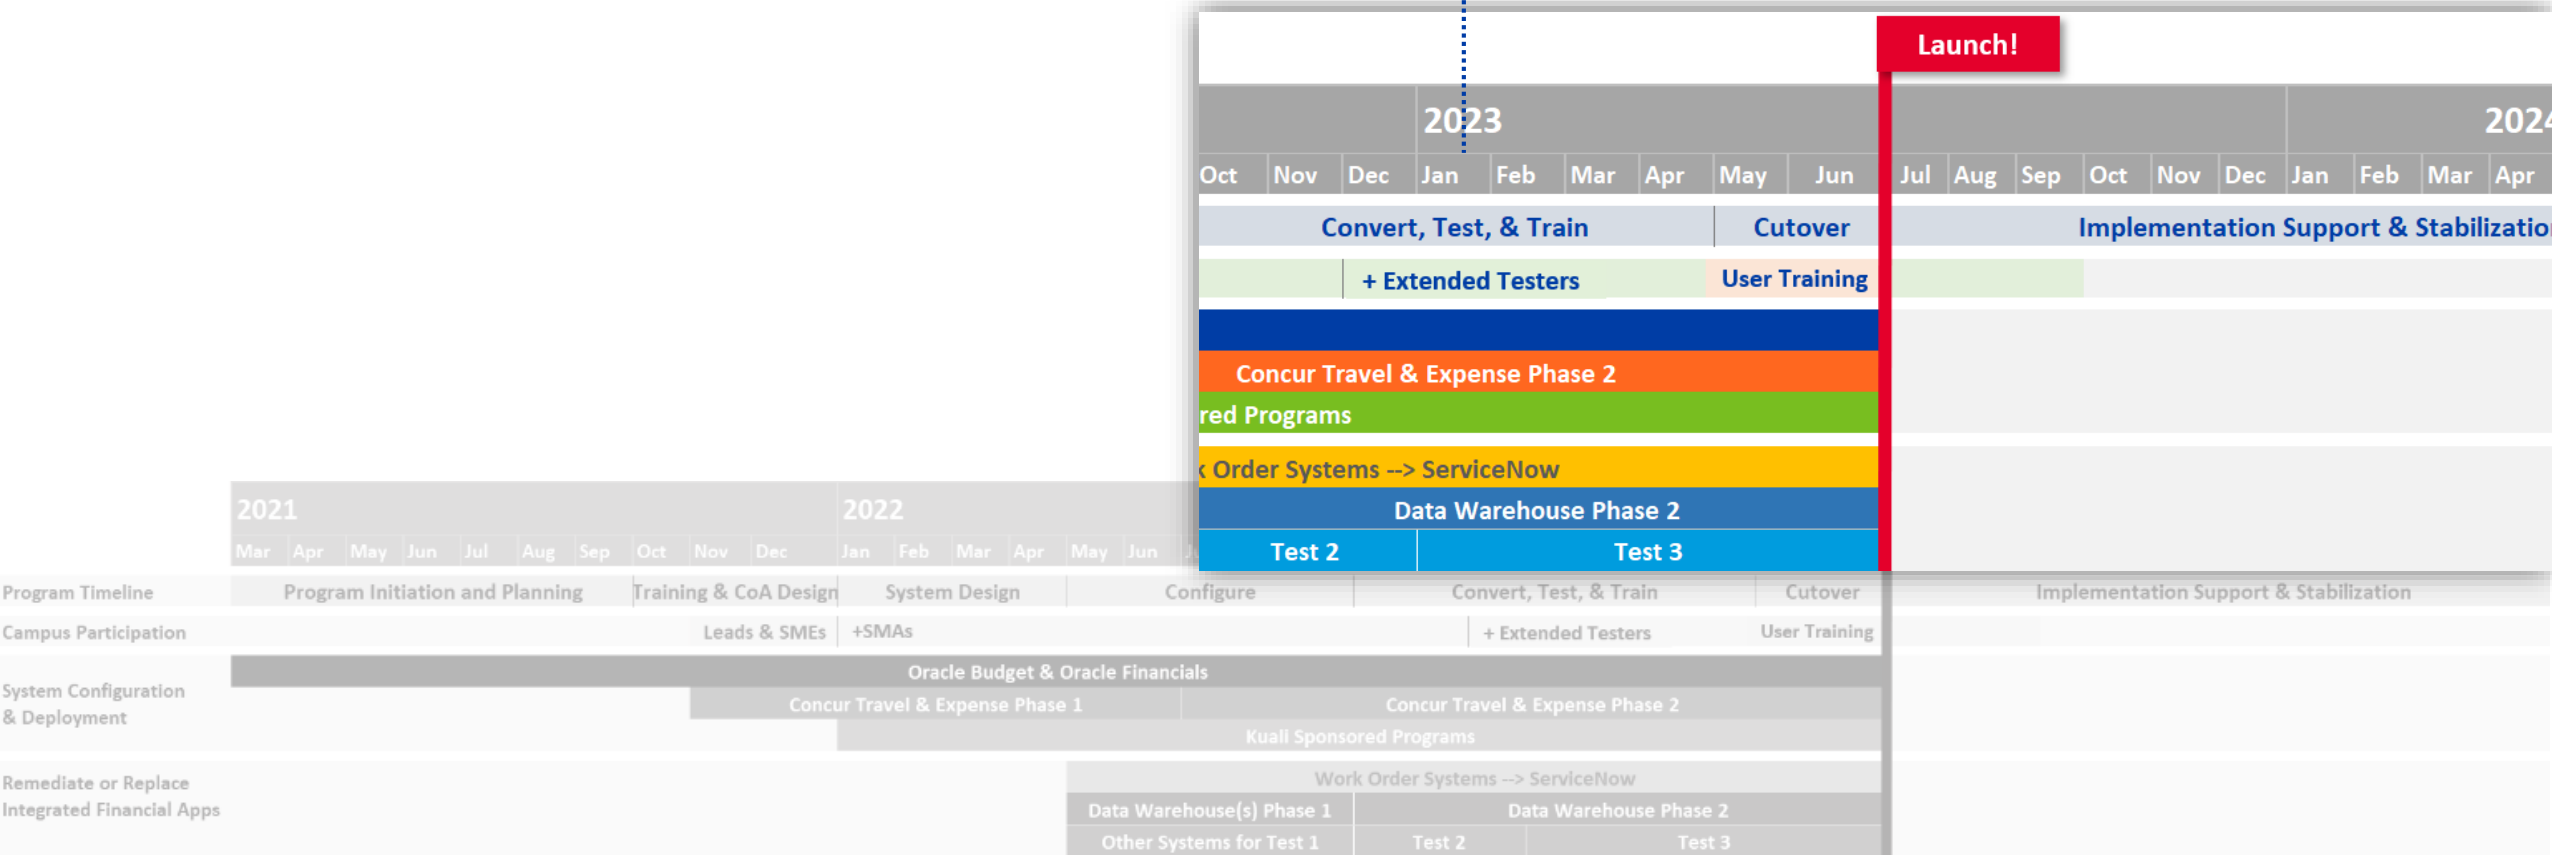 Launch!
2023 2024
Oct Nov Dec Jan Feb Mar Apr May Jun Jul Aug Sep Oct Nov Dec Jan Feb Mar Apr
Convert, Test, & Train Cutover Implementation Support & Stabilizatio
+ Extended Testers User Training
Concur Travel & Expense Phase 2
red Programs
Order Systems --> ServiceNow
Data Warehouse Phase 2
Test 2 Test 3
2021 2022
Mar Apr May Jun Jul Aug Sep Oct Nov Dec Jan Feb Mar Apr May Jun
Program Timeline Program Initiation and Planning Training & CoA Design System Design Configure Convert, Test, & Train Cutover Implementation Support & Stabilization
Campus Participation Leads & SMEs +SMAs + Extended Testers User Training
Oracle Budget & Oracle Financials
System Configuration
& Deployment
Concur Travel & Expense Phase 1 Concur Travel & Expense Phase 2
Kuali Sponsored Programs
Remediate or Replace
Integrated Financial Apps
Work Order Systems --> ServiceNow
Data Warehouse(s) Phase 1 Data Warehouse Phase 2
Other Systems for Test 1 Test 2 Test 3